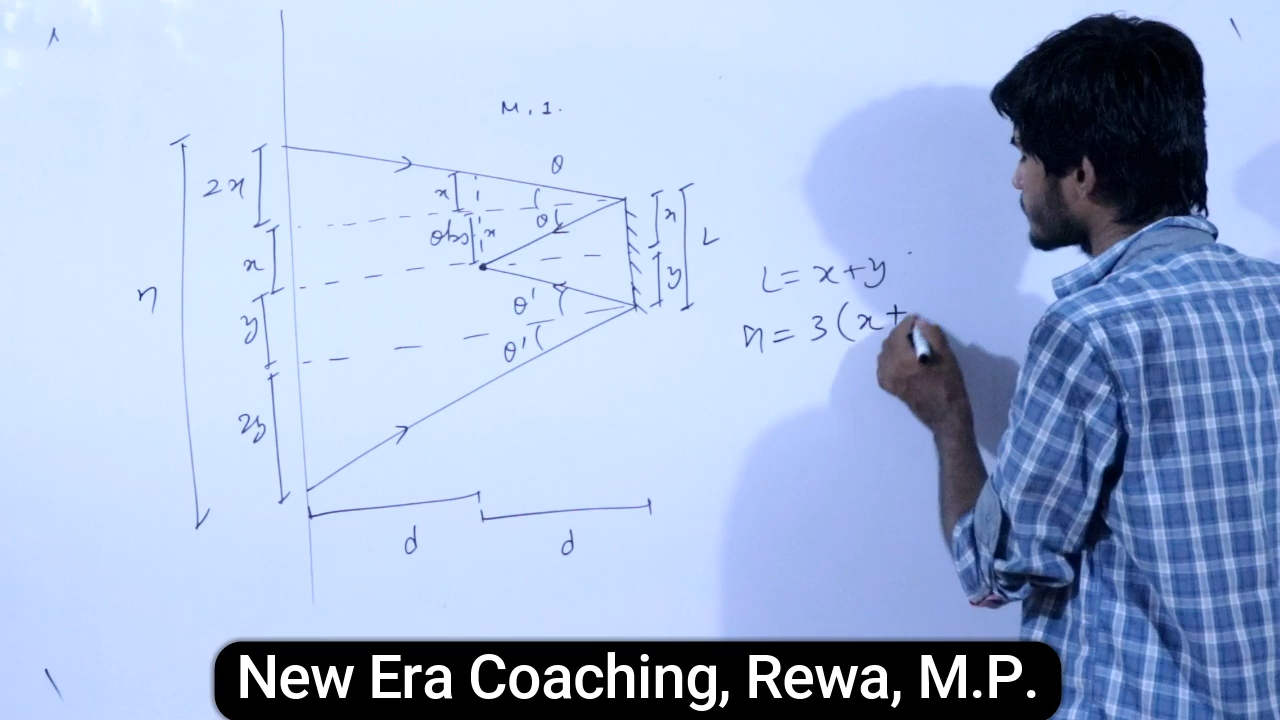 M.I.
θ
2x
x
x
θ
x
obs
x
L
x
y
η
y
θ'
θ'
2y
L = x+y
η = 3(x+
d
d
New Era Coaching, Rewa, M.P.